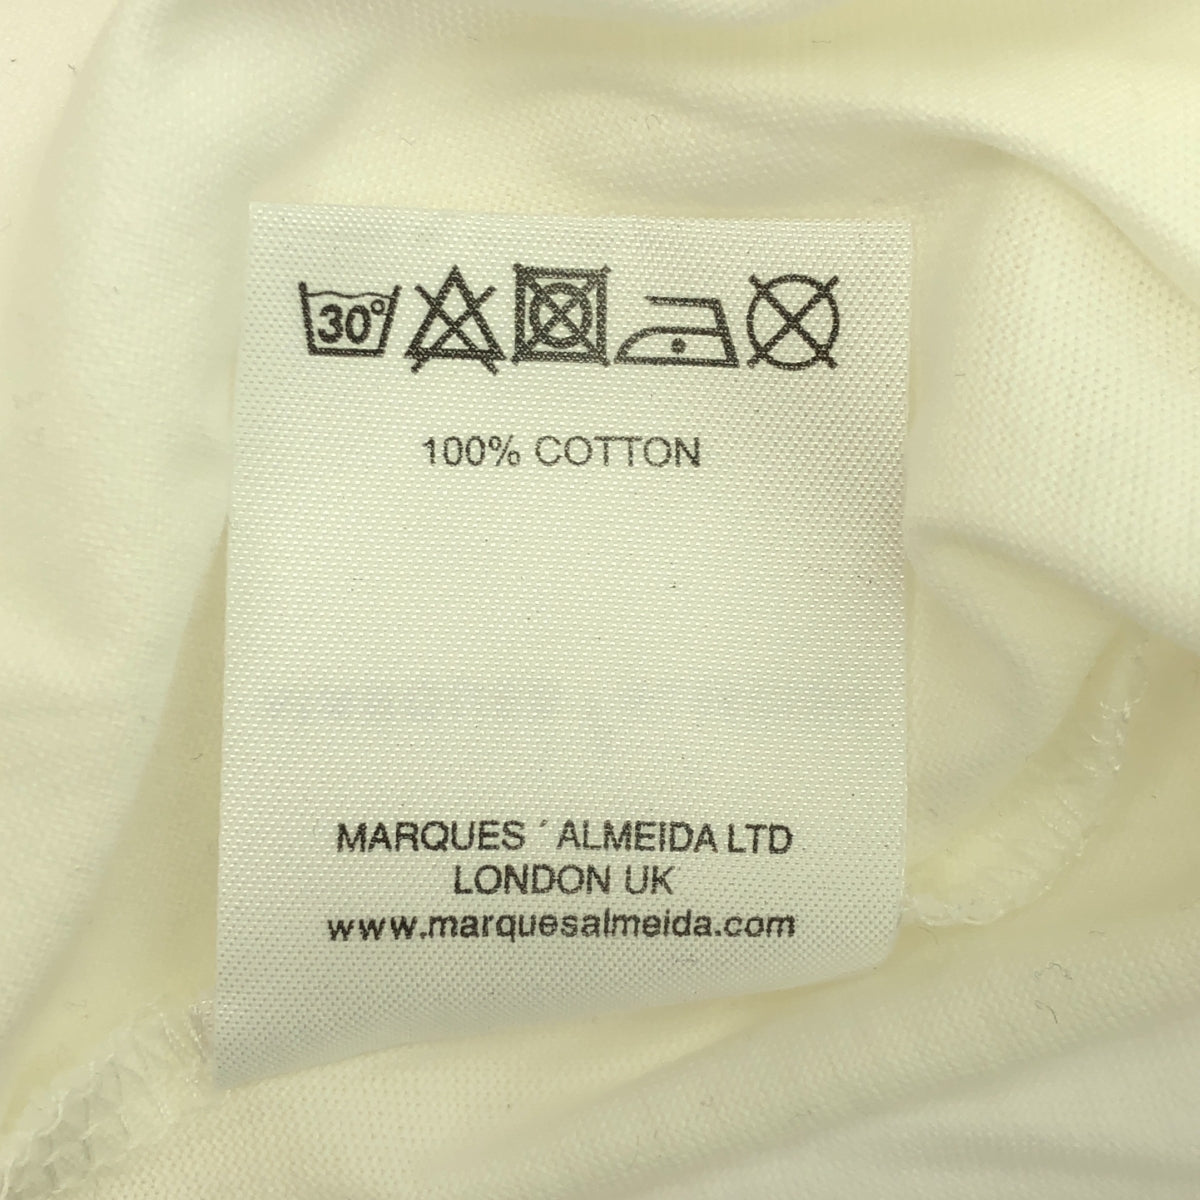 30°
100% COTTON
MARQUES ´ALMEIDA LTD
LONDON UK
www.marquesalmeida.com